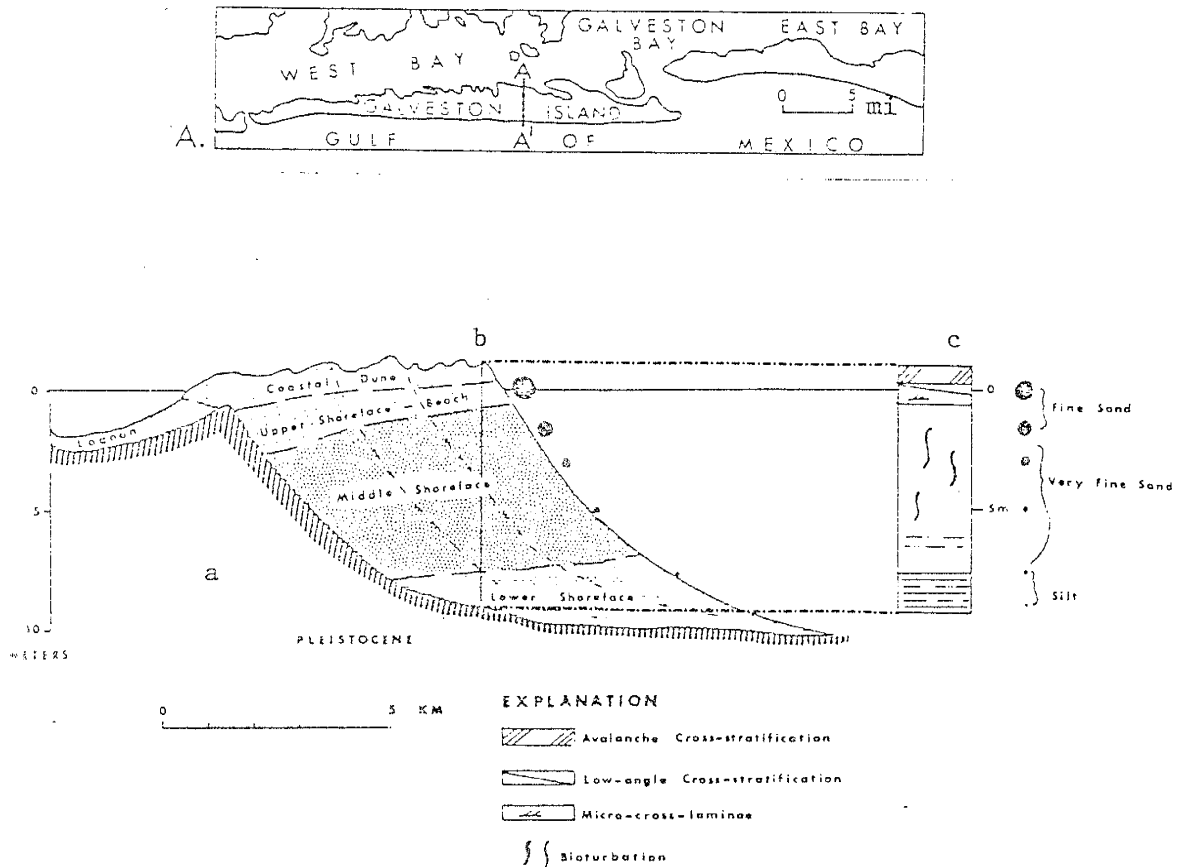 GALVESTON EAST BAY
BAY
WEST BAY
A
GALVESTON ISLAND
0 5 mi
A.
GULF A' OF MEXICO
b
c
0
Coastal Dune
0
Upper Shoreface - Beach
Fine Sand
Lagoon
Middle Shoreface
Very Fine Sand
5
5m
a
Lower Shoreface
Silt
10
PLEISTOCENE
METERS
0 5 KM
EXPLANATION
Avalanche Cross-stratification
Low-angle Cross-stratification
Micro-cross-laminae
Bioturbation